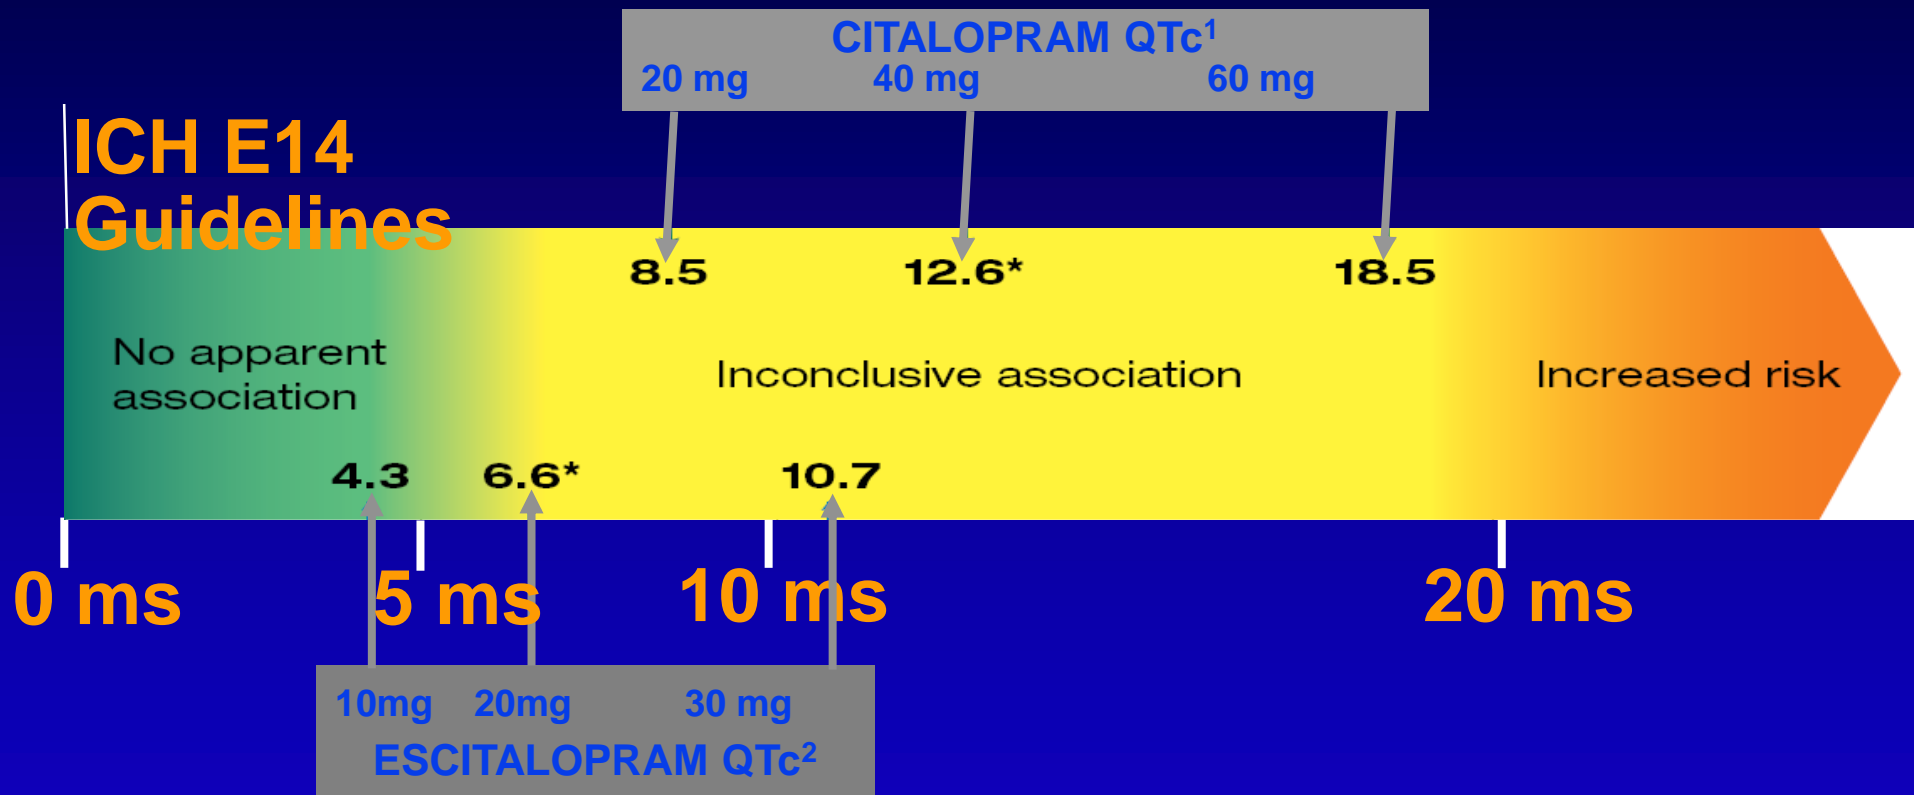 CITALOPRAM QTc¹
20 mg 40 mg 60 mg
ICH E14
Guidelines
8.5 12.6* 18.5
No apparent
association
Inconclusive association
Increased risk
4.3 6.6* 10.7
0 ms 5 ms 10 ms 20 ms
10mg 20mg 30 mg
ESCITALOPRAM QTc²